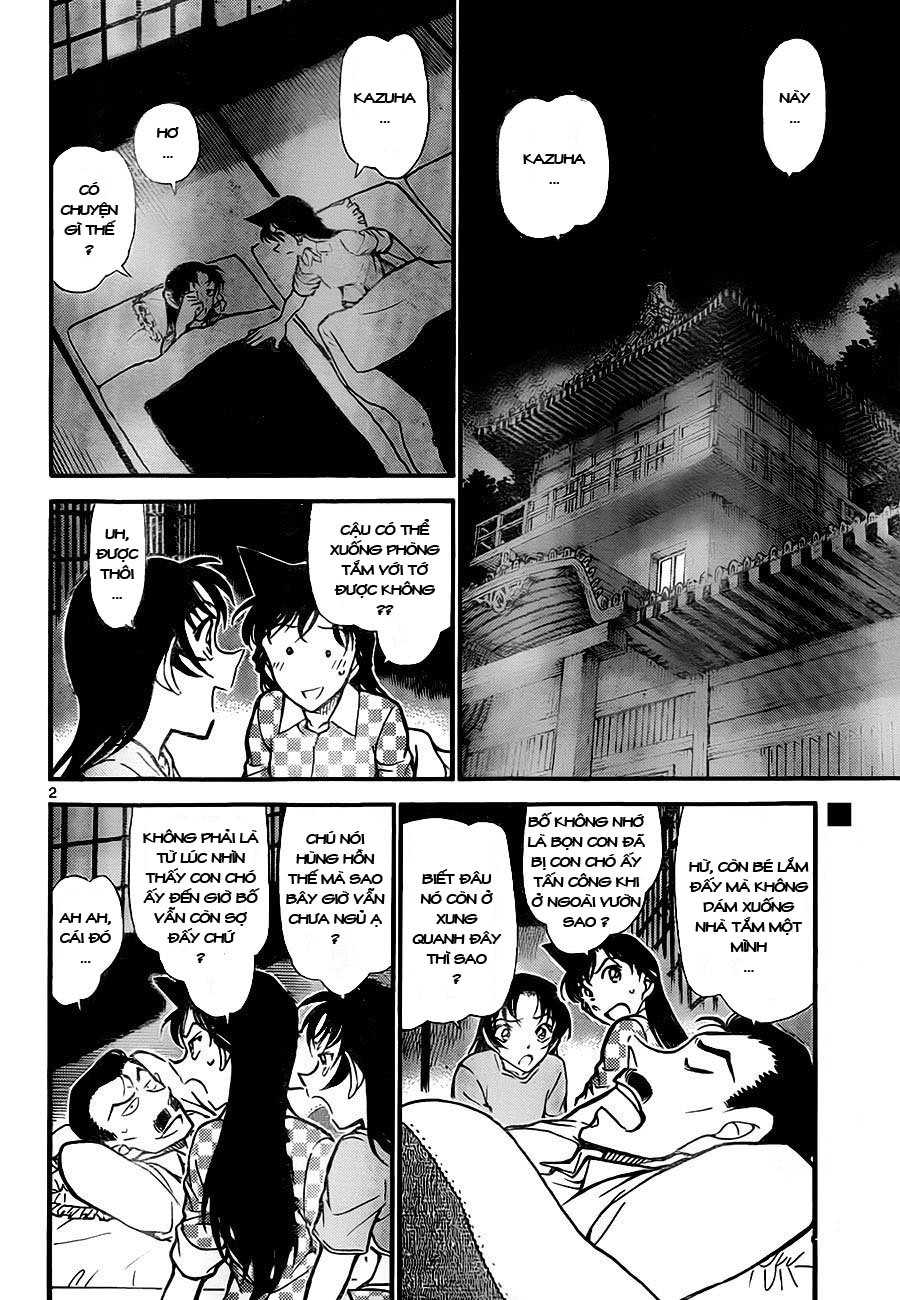 NÀY
...
KAZUHA
...
KAZUHA
...
HƠ
...
CÓ
CHUYỆN
GÌ THẾ
?
CẬU CÓ THỂ
XUỐNG PHÒNG
TẮM VỚI TỚ
ĐƯỢC KHÔNG
??
UH,
ĐƯỢC
THÔI
...
2
HỪ, CÒN BÉ LẮM
ĐẤY MÀ KHÔNG
DÁM XUỐNG
NHÀ TẮM MỘT
MÌNH
...
BỐ KHÔNG NHỚ
LÀ BỌN CON ĐÃ
BỊ CON CHÓ ẤY
TẤN CÔNG KHI
Ở NGOÀI VƯỜN
SAO ?
BIẾT ĐÂU
NÓ CÒN Ở
XUNG
QUANH ĐÂY
THÌ SAO
?
CHÚ NÓI
HÙNG HỒN
THẾ MÀ SAO
BÂY GIỜ VẪN
CHƯA NGỦ Ạ
?
KHÔNG PHẢI LÀ
TỪ LÚC NHÌN
THẤY CON CHÓ
ẤY ĐẾN GIỜ BỐ
VẪN CÒN SỢ
ĐẤY CHỨ
?
AH AH,
CÁI ĐÓ
...